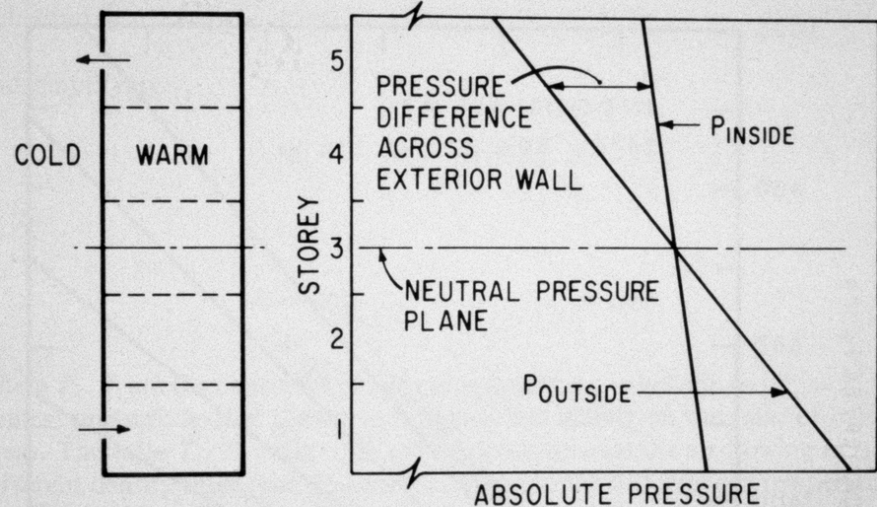 COLD
WARM
STOREY
5
4
3
2
1
PRESSURE
DIFFERENCE
ACROSS
EXTERIOR WALL
PINSIDE
NEUTRAL PRESSURE
PLANE
POUTSIDE
ABSOLUTE PRESSURE